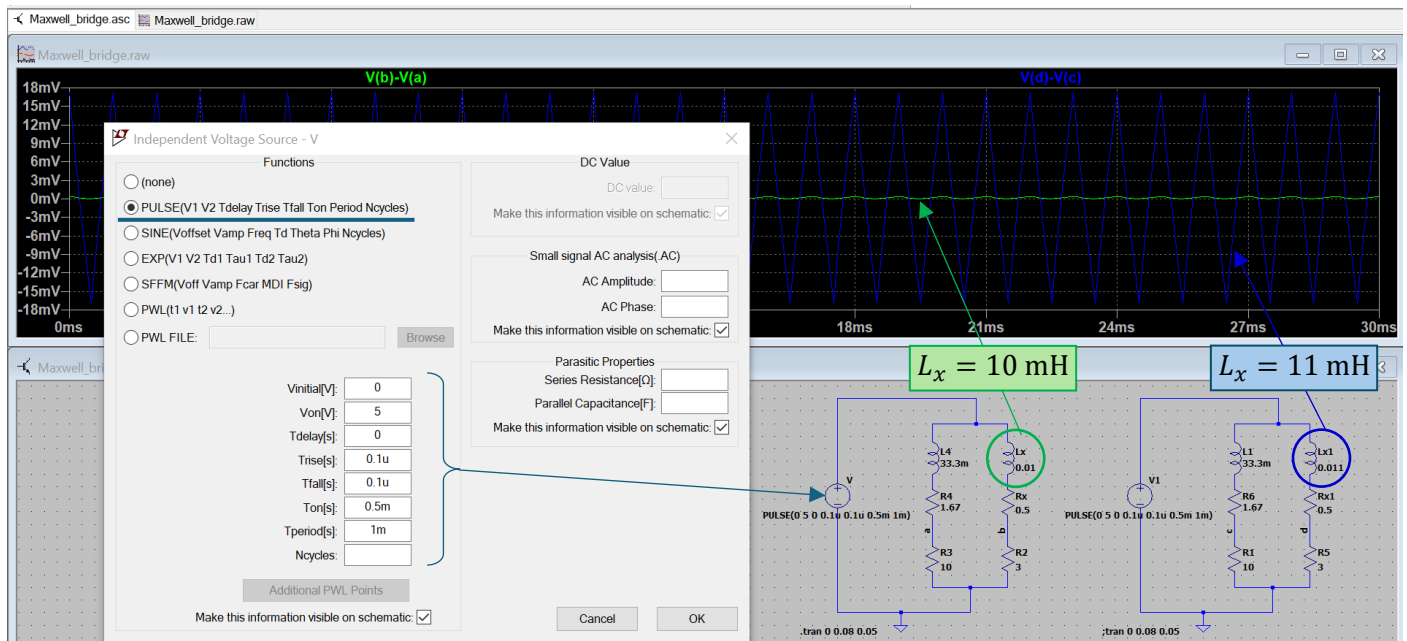 Maxwell_bridge.asc Maxwell_bridge.raw
Maxwell_bridge.raw
V(b)-V(a) V(d)-V(c)
18mV
15mV
12mV
9mV
6mV
3mV
0mV
-3mV
-6mV
-9mV
-12mV
-15mV
-18mV
0ms 18ms 21ms 24ms 27ms 30ms
Independent Voltage Source - V
Functions
(none)
PULSE(V1 V2 Tdelay Trise Tfall Ton Period Ncycles)
SINE(Voffset Vamp Freq Td Theta Phi Ncycles)
EXP(V1 V2 Td1 Tau1 Td2 Tau2)
SFFM(Voff Vamp Fcar MDI Fsig)
PWL(t1 v1 t2 v2...)
PWL FILE: Browse
Vinitial[V]: 0
Von[V]: 5
Tdelay[s]: 0
Trise[s]: 0.1u
Tfall[s]: 0.1u
Ton[s]: 0.5m
Tperiod[s]: 1m
Ncycles:
Additional PWL Points
Make this information visible on schematic:
DC Value
DC value:
Make this information visible on schematic:
Small signal AC analysis(.AC)
AC Amplitude:
AC Phase:
Make this information visible on schematic:
Parasitic Properties
Series Resistance[Ω]:
Parallel Capacitance[F]:
Make this information visible on schematic:
Cancel OK
Maxwell_bri
Lx = 10 mH
Lx = 11 mH
V
PULSE(0 5 0 0.1u 0.1u 0.5m 1m)
L4
33.3m
R4
1.67
a
R3
10
Lx
0.01
Rx
0.5
b
R2
3
.tran 0 0.08 0.05
V1
PULSE(0 5 0 0.1u 0.1u 0.5m 1m)
L1
33.3m
R6
1.67
c
R1
10
Lx1
0.011
Rx1
0.5
d
R5
3
;tran 0 0.08 0.05